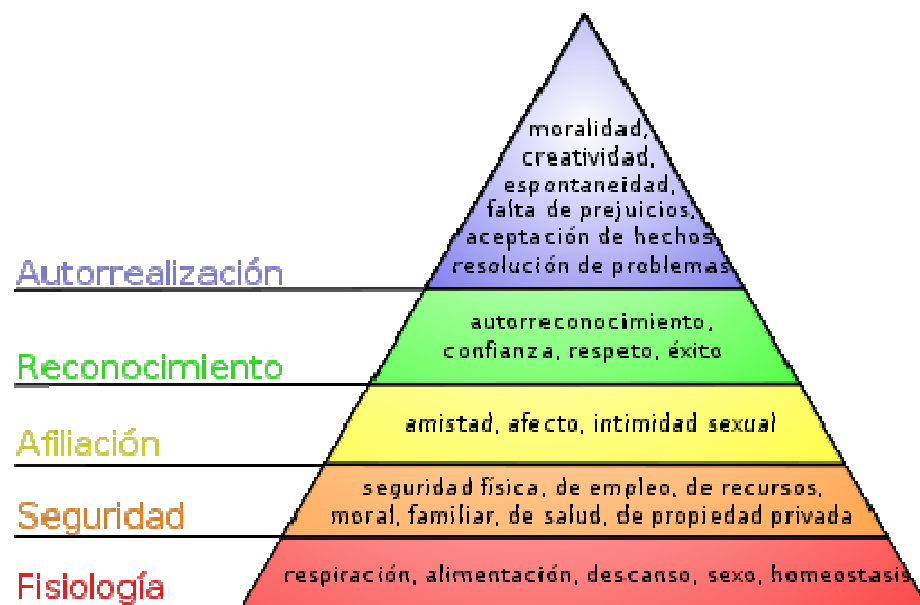 moralidad,
creatividad,
espontaneidad,
falta de prejuicios,
aceptación de hechos,
resolución de problemas
Autorrealización
autorreconocimiento,
confianza, respeto, éxito
Reconocimiento
amistad, afecto, intimidad sexual
Afiliación
seguridad física, de empleo, de recursos,
moral, familiar, de salud, de propiedad privada
Seguridad
respiración, alimentación, descanso, sexo, homeostasis
Fisiología